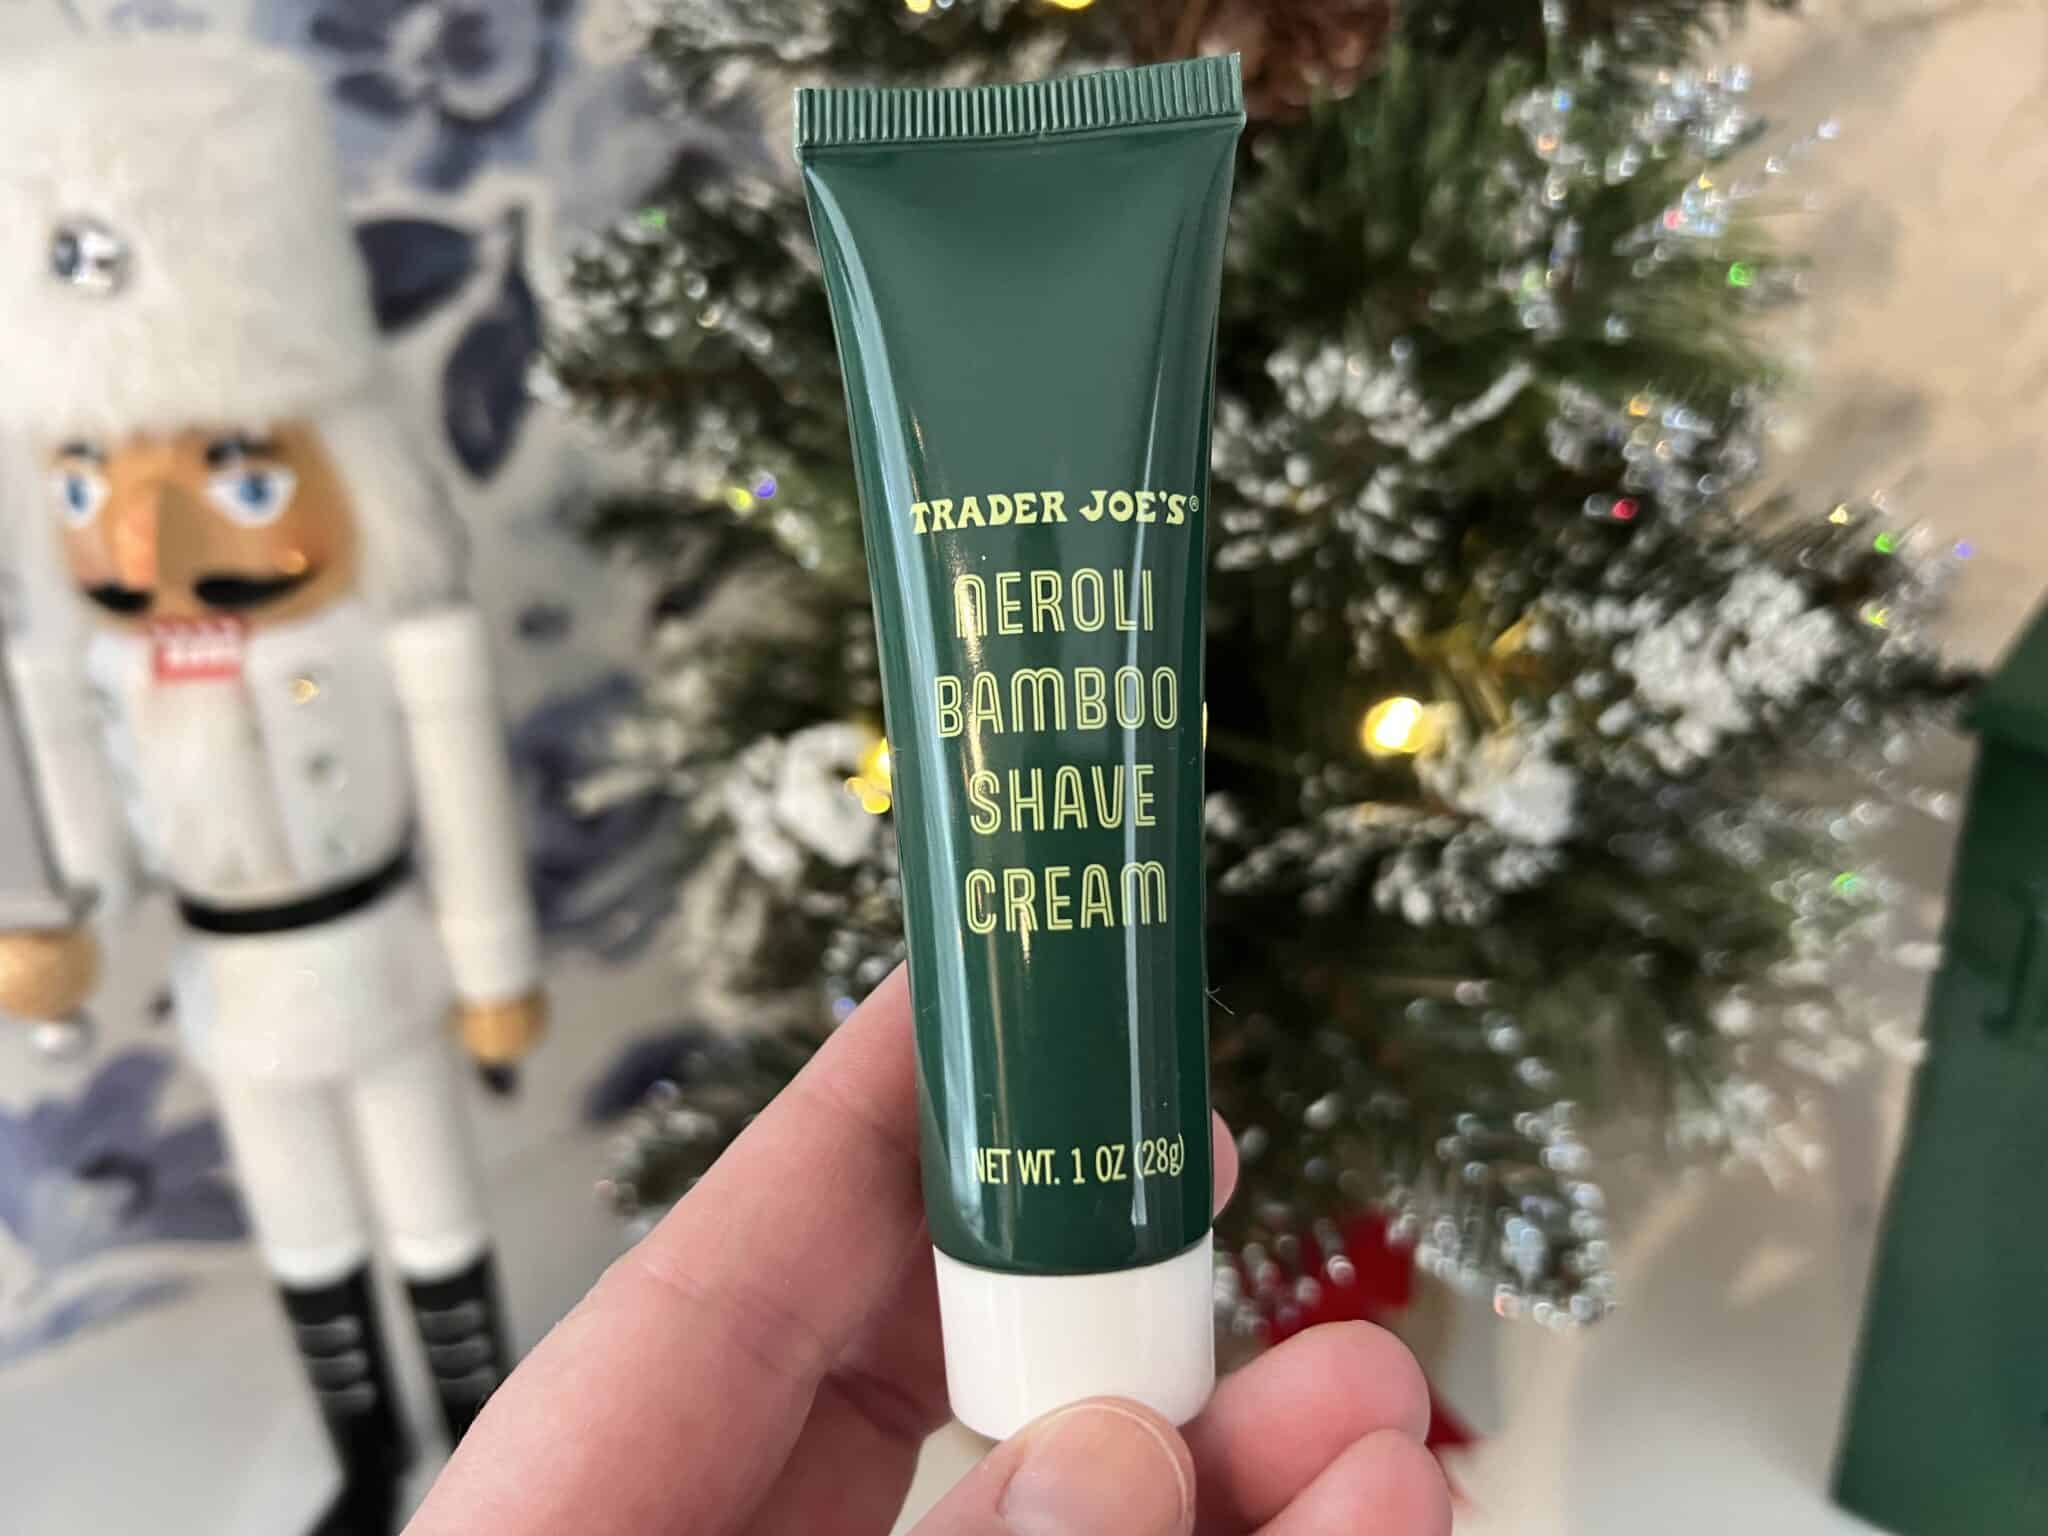 TRADER JOE'S®
NEROLI
BAMBOO
SHAVE
CREAM
NET WT. 1 OZ (28g)